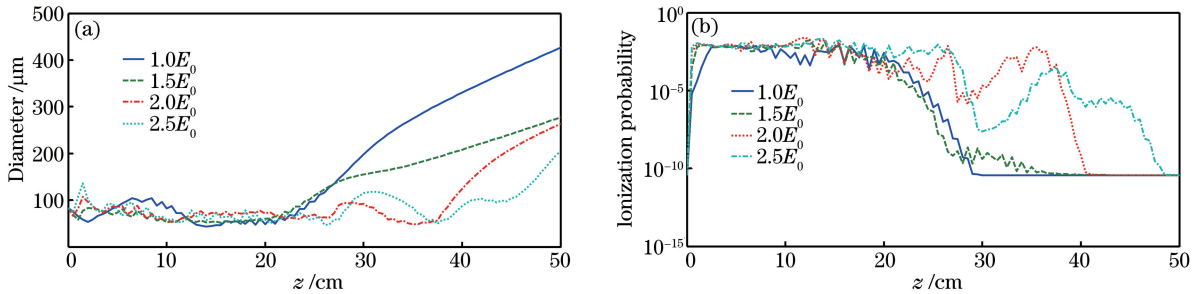 500
(a)
400
300
200
100
Diameter /μm
1.0E₀
1.5E₀
2.0E₀
2.5E₀
0
10
20
30
40
50
z /cm
10⁰
(b)
10⁻⁵
10⁻¹⁰
10⁻¹⁵
Ionization probability
1.0E₀
1.5E₀
2.0E₀
2.5E₀
0
10
20
30
40
50
z /cm